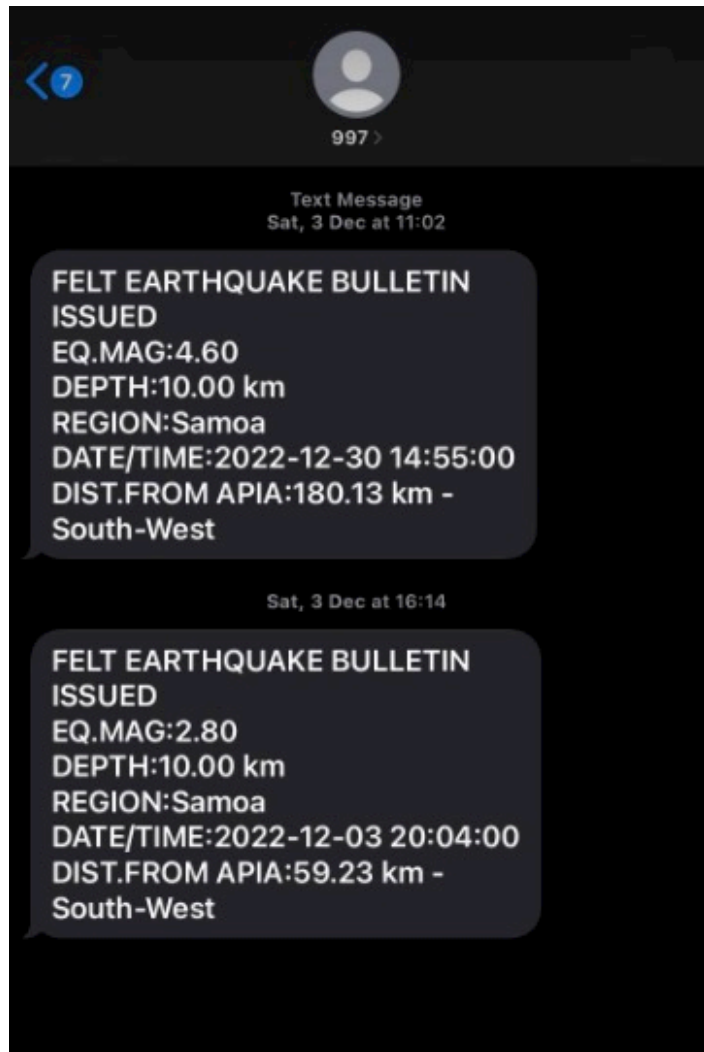 7
997
Text Message
Sat, 3 Dec at 11:02
FELT EARTHQUAKE BULLETIN
ISSUED
EQ.MAG:4.60
DEPTH:10.00 km
REGION:Samoa
DATE/TIME:2022-12-30 14:55:00
DIST.FROM APIA:180.13 km -
South-West
Sat, 3 Dec at 16:14
FELT EARTHQUAKE BULLETIN
ISSUED
EQ.MAG:2.80
DEPTH:10.00 km
REGION:Samoa
DATE/TIME:2022-12-03 20:04:00
DIST.FROM APIA:59.23 km -
South-West